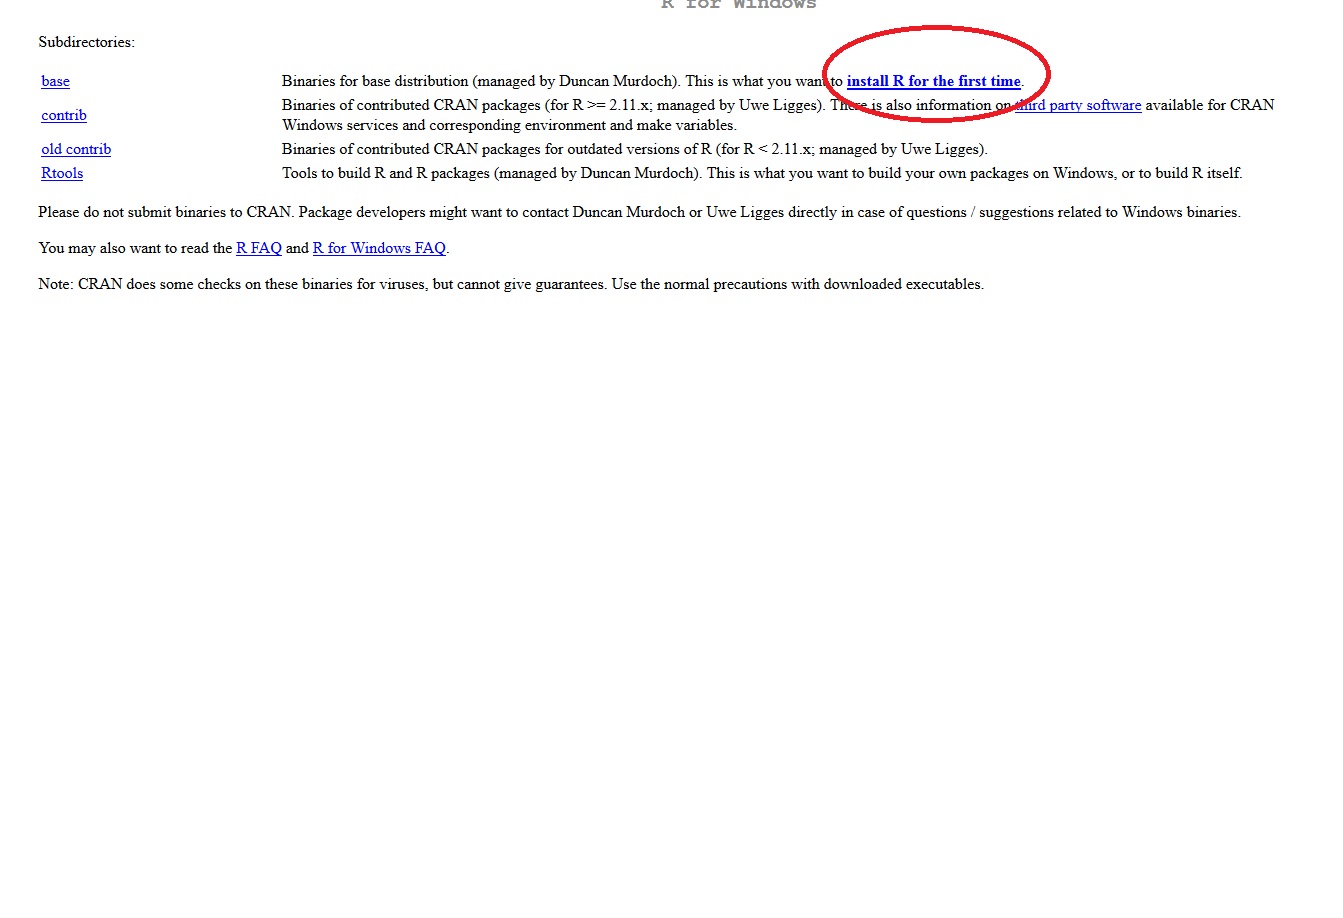 R for Windows
Subdirectories:
base Binaries for base distribution (managed by Duncan Murdoch). This is what you want to install R for the first time.
contrib Binaries of contributed CRAN packages (for R >= 2.11.x; managed by Uwe Ligges). There is also information on third party software available for CRAN
Windows services and corresponding environment and make variables.
old contrib Binaries of contributed CRAN packages for outdated versions of R (for R < 2.11.x; managed by Uwe Ligges).
Rtools Tools to build R and R packages (managed by Duncan Murdoch). This is what you want to build your own packages on Windows, or to build R itself.
Please do not submit binaries to CRAN. Package developers might want to contact Duncan Murdoch or Uwe Ligges directly in case of questions / suggestions related to Windows binaries.
You may also want to read the R FAQ and R for Windows FAQ.
Note: CRAN does some checks on these binaries for viruses, but cannot give guarantees. Use the normal precautions with downloaded executables.